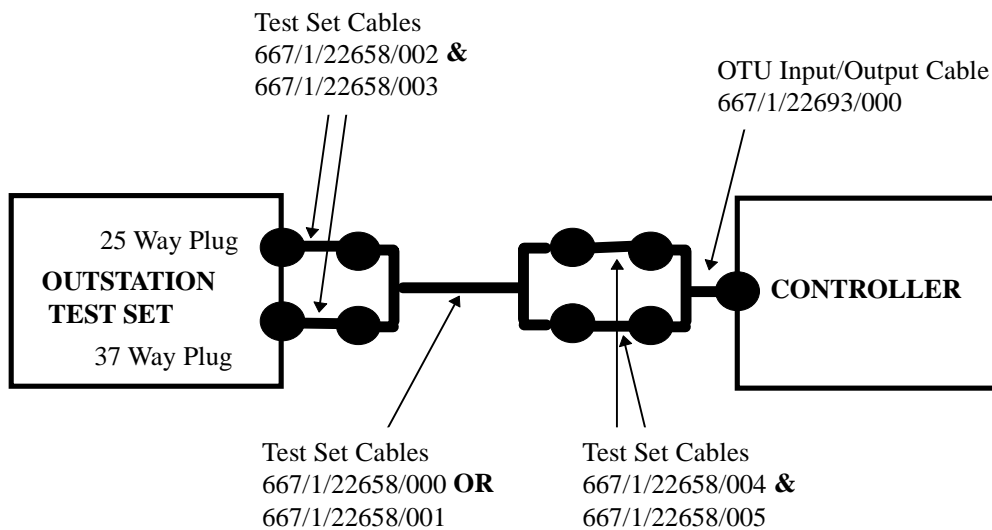 Test Set Cables
667/1/22658/002 &
667/1/22658/003
OTU Input/Output Cable
667/1/22693/000
25 Way Plug
OUTSTATION
TEST SET
37 Way Plug
CONTROLLER
Test Set Cables
667/1/22658/000 OR
667/1/22658/001
Test Set Cables
667/1/22658/004 &
667/1/22658/005